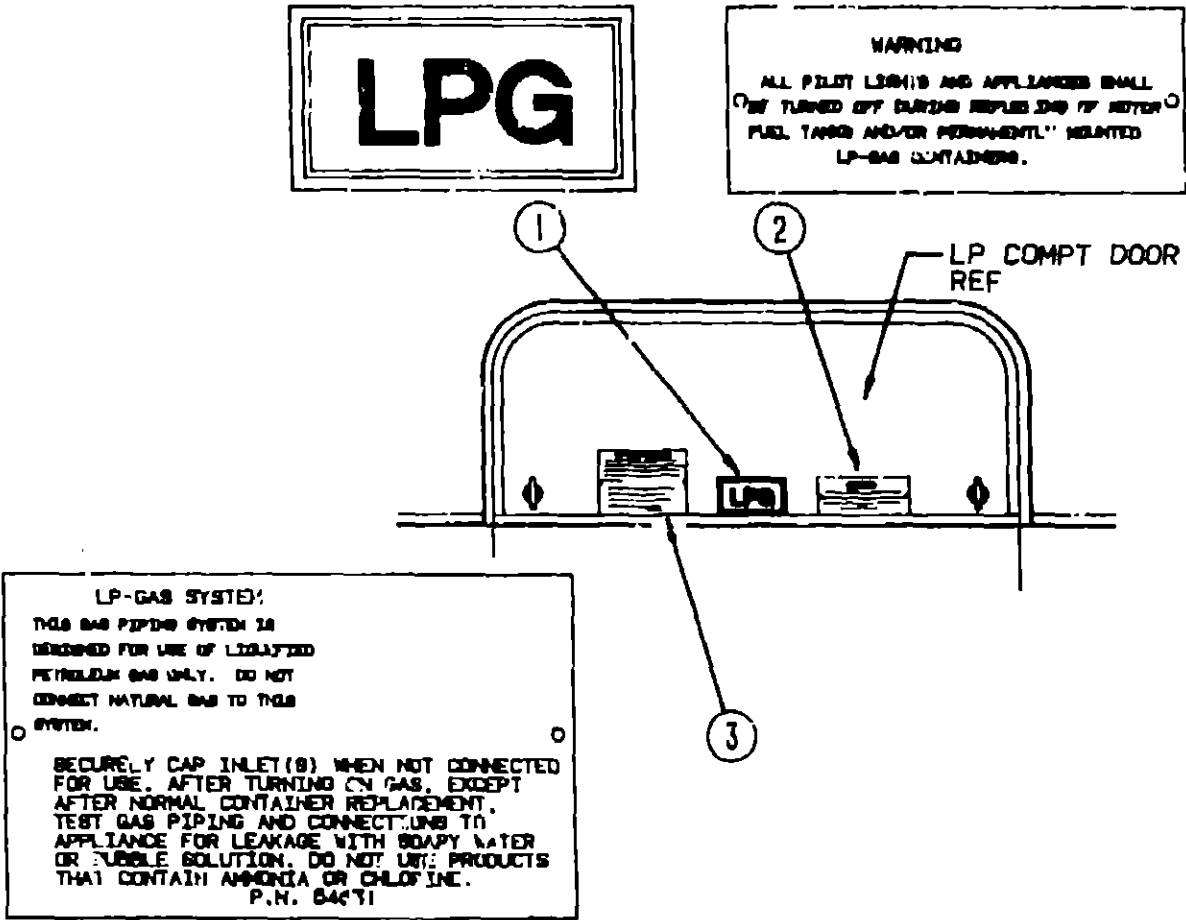 LPG
WARNING
ALL PILOT LIGHTS AND APPLIANCES SHALL
BE TURNED OFF DURING REFUELING OF MOTOR
FUEL TANKS AND/OR PERMANENTLY MOUNTED
LP-GAS CONTAINERS.
1
2
LP COMPT DOOR
REF
LPG
3
LP-GAS SYSTEM
THIS GAS PIPING SYSTEM IS
DESIGNED FOR USE OF LIQUEFIED
PETROLEUM GAS ONLY. DO NOT
CONNECT NATURAL GAS TO THIS
SYSTEM.
SECURELY CAP INLET(S) WHEN NOT CONNECTED
FOR USE. AFTER TURNING ON GAS, EXCEPT
AFTER NORMAL CONTAINER REPLACEMENT,
TEST GAS PIPING AND CONNECTIONS TO
APPLIANCE FOR LEAKAGE WITH SOAPY WATER
OR BUBBLE SOLUTION. DO NOT USE PRODUCTS
THAT CONTAIN AMMONIA OR CHLORINE.
P.N.